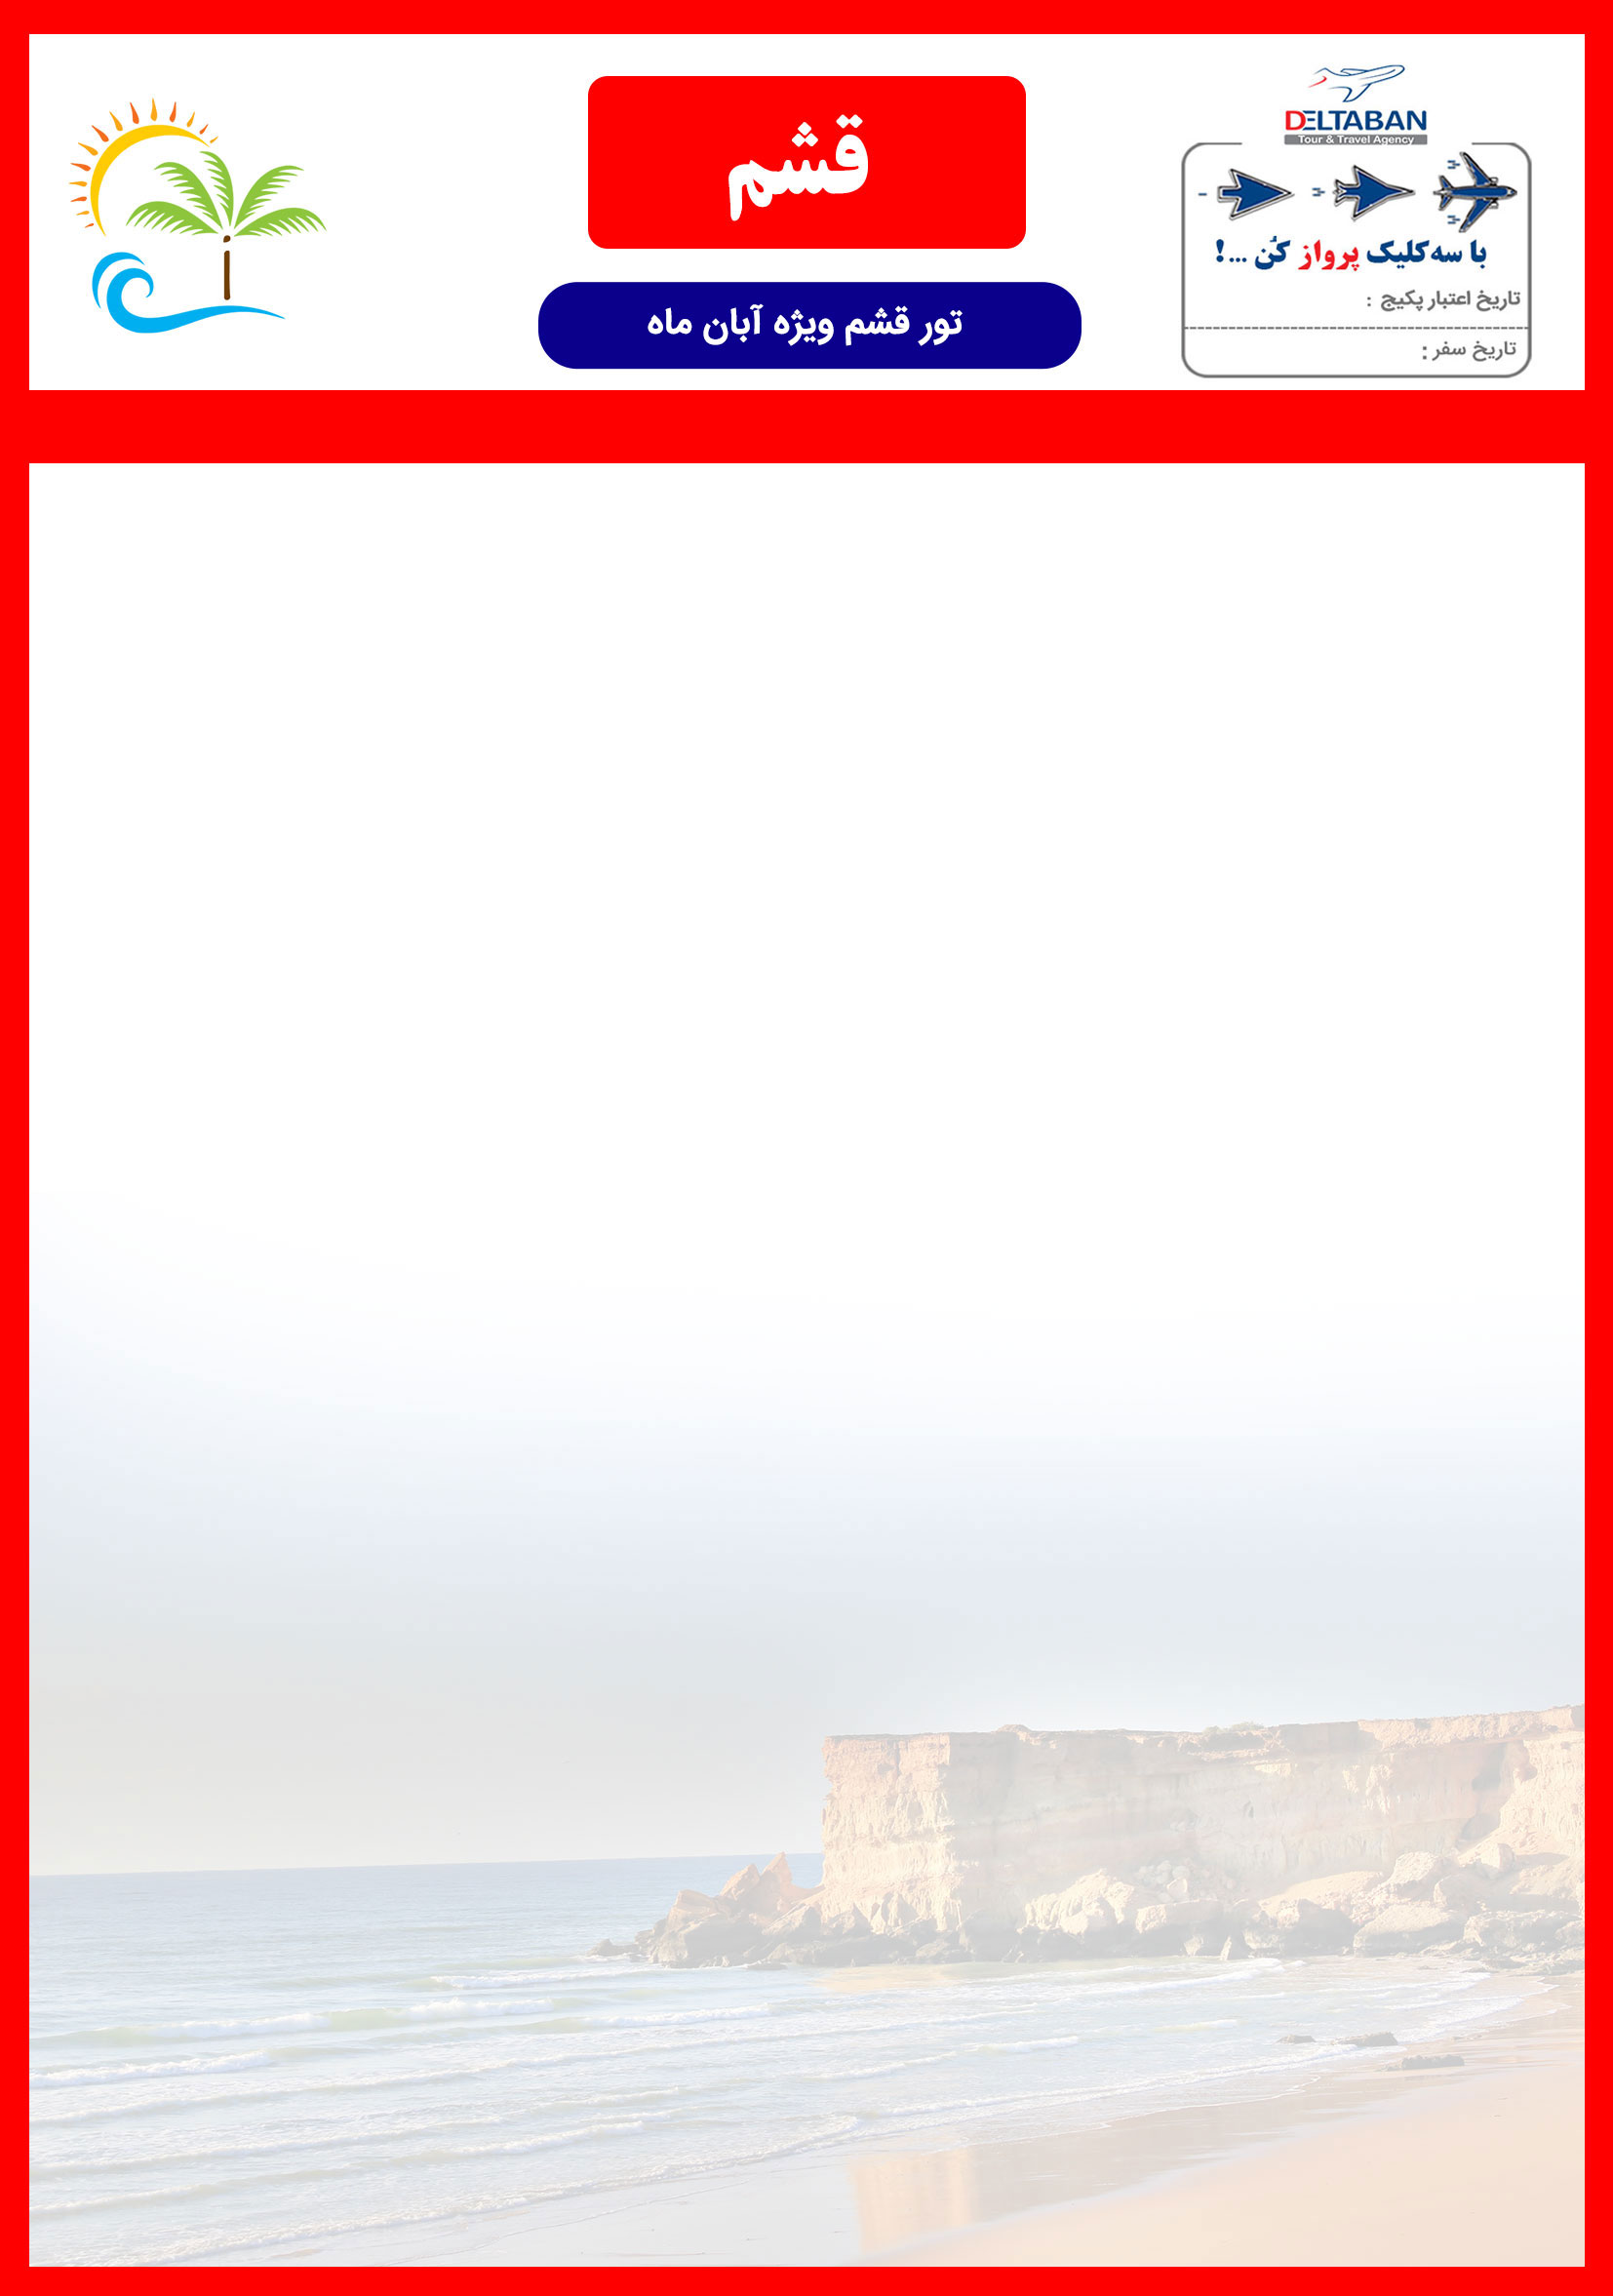 قشم
تور قشم ویژه آبان ماه
DELTABAN
Tour & Travel Agency
با سه‌کلیک پرواز کُن ...!
تاریخ اعتبار پکیج :
تاریخ سفر :